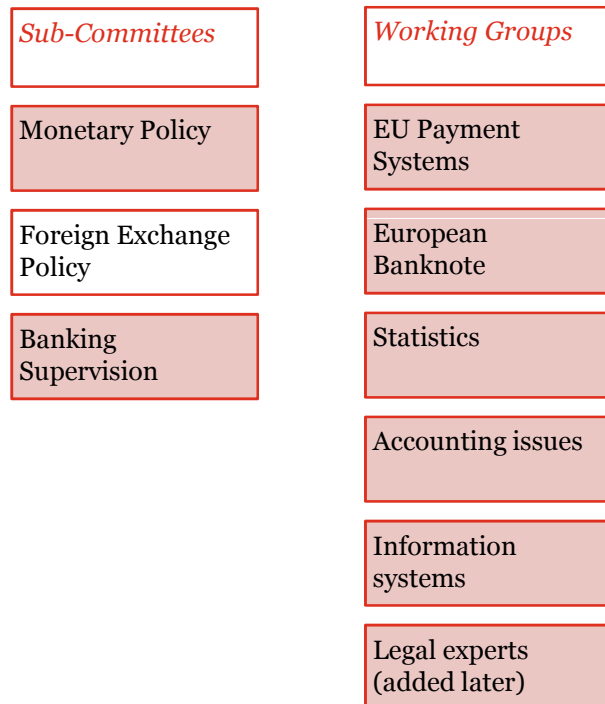 Sub-Committees
Monetary Policy
Foreign Exchange
Policy
Banking
Supervision
Working Groups
EU Payment
Systems
European
Banknote
Statistics
Accounting issues
Information
systems
Legal experts
(added later)